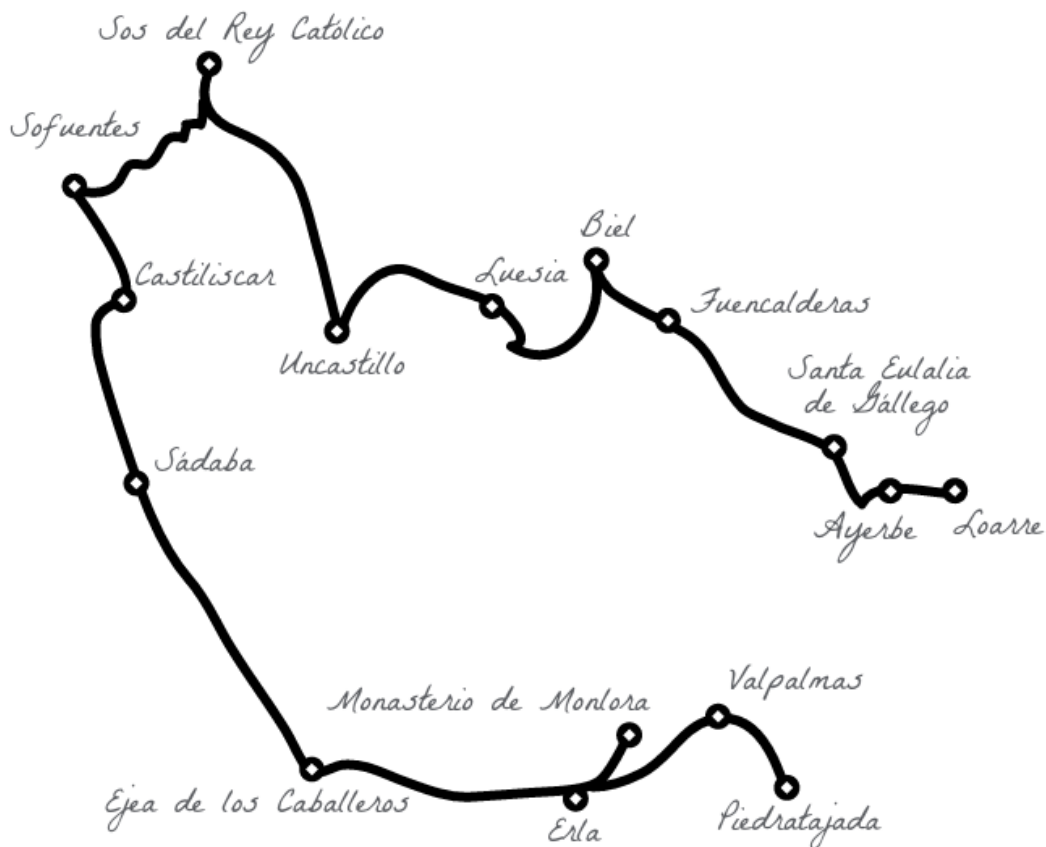 Sos del Rey Católico
Sofuentes
Biel
Castiliscar
Luesia
Fuencalderas
Uncastillo
Santa Eulalia
de Gállego
Sádaba
Ayerbe
Loarre
Valpalmas
Monasterio de Monlora
Ejea de los Caballeros
Piedratajada
Erla